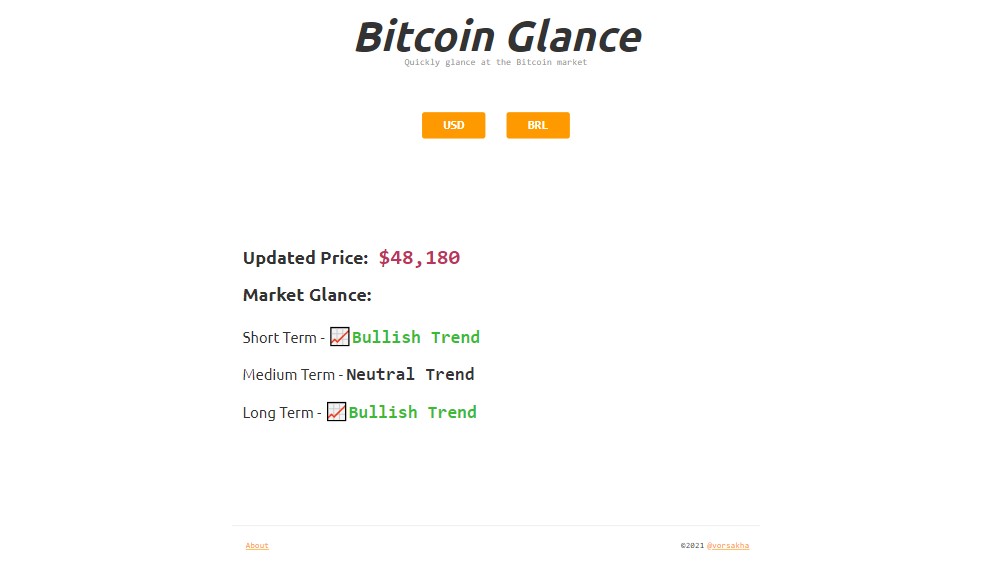 Bitcoin Glance
Quickly glance at the Bitcoin market
USD BRL
Updated Price: $48,180
Market Glance:
Short Term - 📈Bullish Trend
Medium Term - Neutral Trend
Long Term - 📈Bullish Trend
About ©2021 @vorsakha